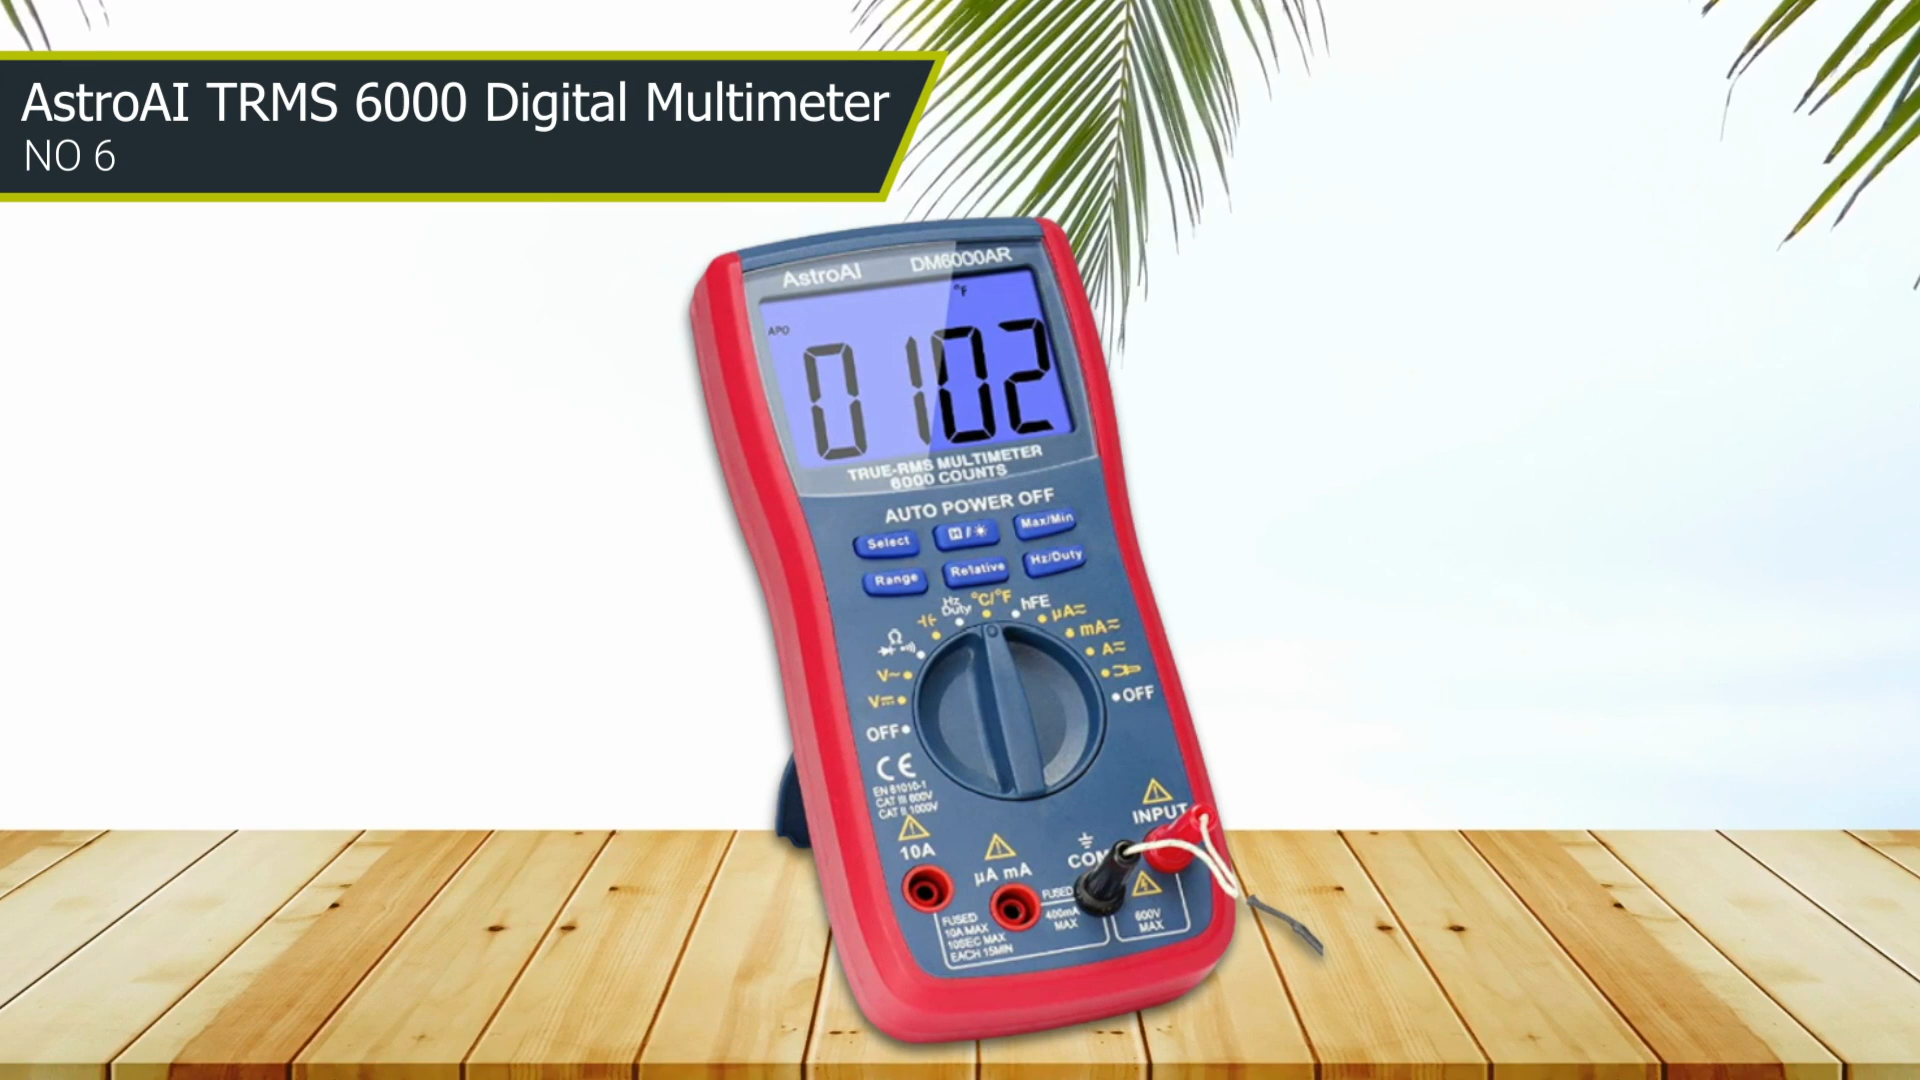 AstroAI TRMS 6000 Digital Multimeter
NO 6
AstroAI DM6000AR
°F
APO
0102
TRUE-RMS MULTIMETER
6000 COUNTS
AUTO POWER OFF
Select H / Max/Min
Range Relative Hz/Duty
Hz
Duty
°C/°F
hFE
µA
mA
A
Ω
V~
V
OFF
OFF
CE
EN 61010-1
CAT III 600V
CAT II 1000V
10A
µA mA
COM
INPUT
FUSED
10A MAX
10SEC MAX
EACH 15MIN
FUSED
400mA
MAX
600V
MAX